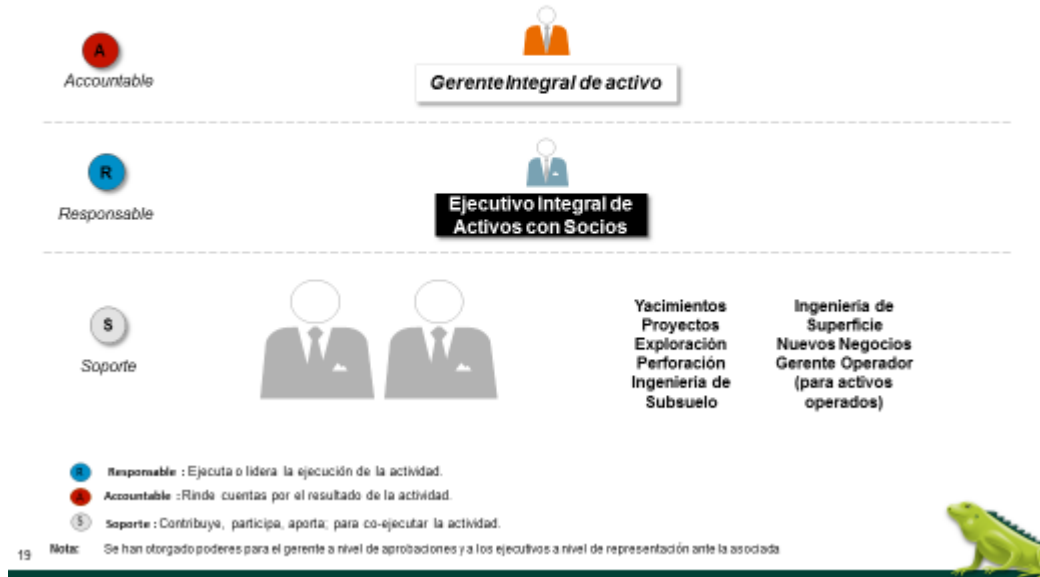 A
Accountable
Gerente Integral de activo
R
Responsable
Ejecutivo Integral de
Activos con Socios
S
Soporte
Yacimientos
Proyectos
Exploración
Perforación
Ingeniería de
Subsuelo
Ingeniería de
Superficie
Nuevos Negocios
Gerente Operador
(para activos
operados)
R Responsable : Ejecuta o lidera la ejecución de la actividad.
A Accountable : Rinde cuentas por el resultado de la actividad.
S Soporte : Contribuye, participa, aporta; para co-ejecutar la actividad.
Nota: Se han otorgado poderes para el gerente a nivel de aprobaciones y a los ejecutivos a nivel de representación ante la asociada
19